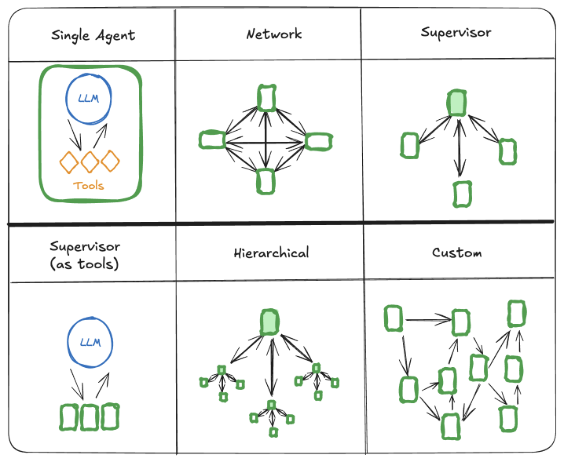 Single Agent
Network
Supervisor
LLM
Tools
Supervisor
(as tools)
Hierarchical
Custom
LLM